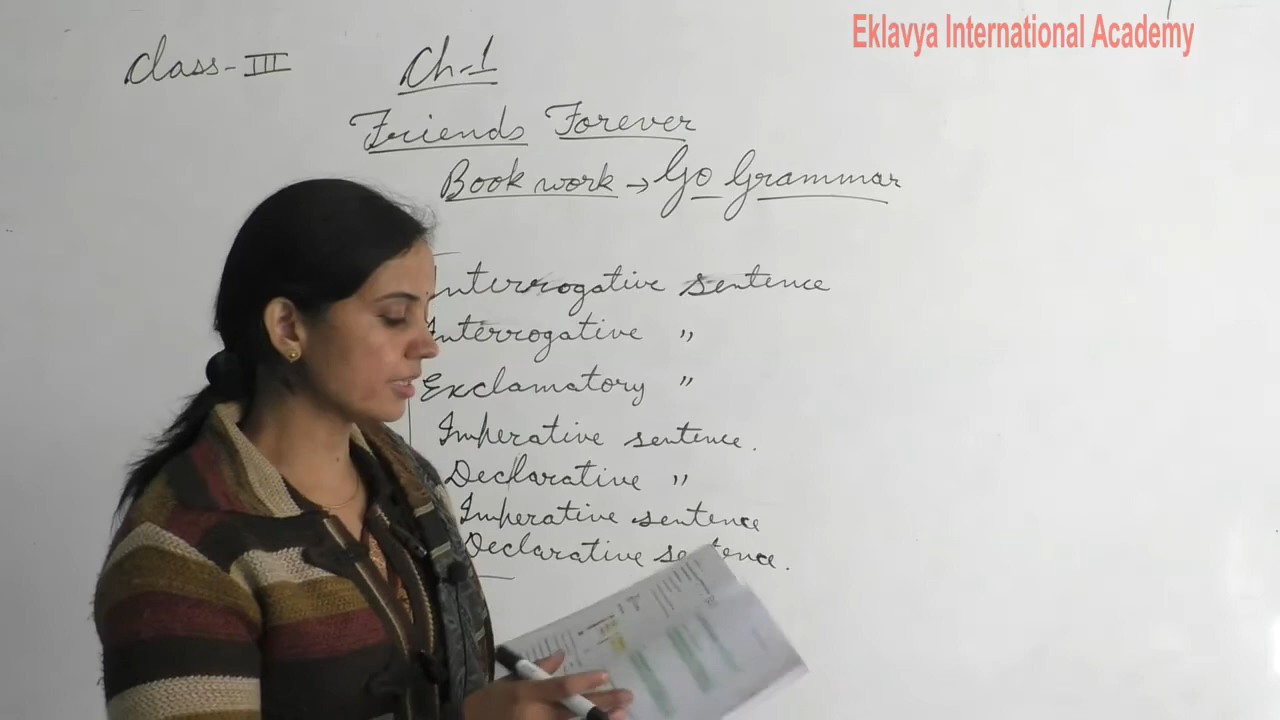 Eklavya International Academy
Class-III Ch-1
Friends Forever
Book work → Go Grammar
Interrogative sentence
Interrogative "
Exclamatory "
Imperative sentence.
Declarative "
Imperative sentence
Declarative sentence.